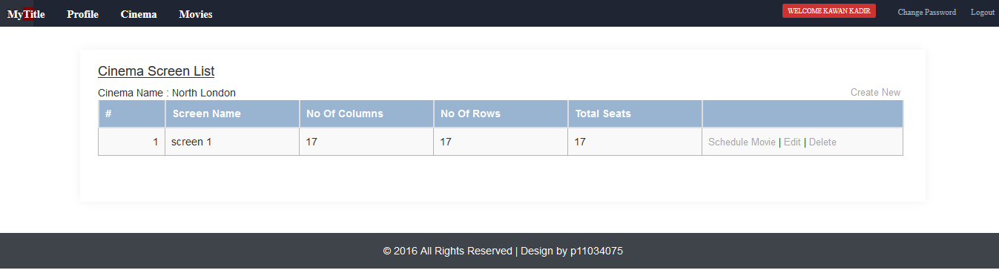 MyTitle Profile Cinema Movies WELCOME KAWAN KADIR Change Password Logout
Cinema Screen List
Cinema Name : North London Create New
# Screen Name No Of Columns No Of Rows Total Seats
1 screen 1 17 17 17 Schedule Movie | Edit | Delete
© 2016 All Rights Reserved | Design by p11034075